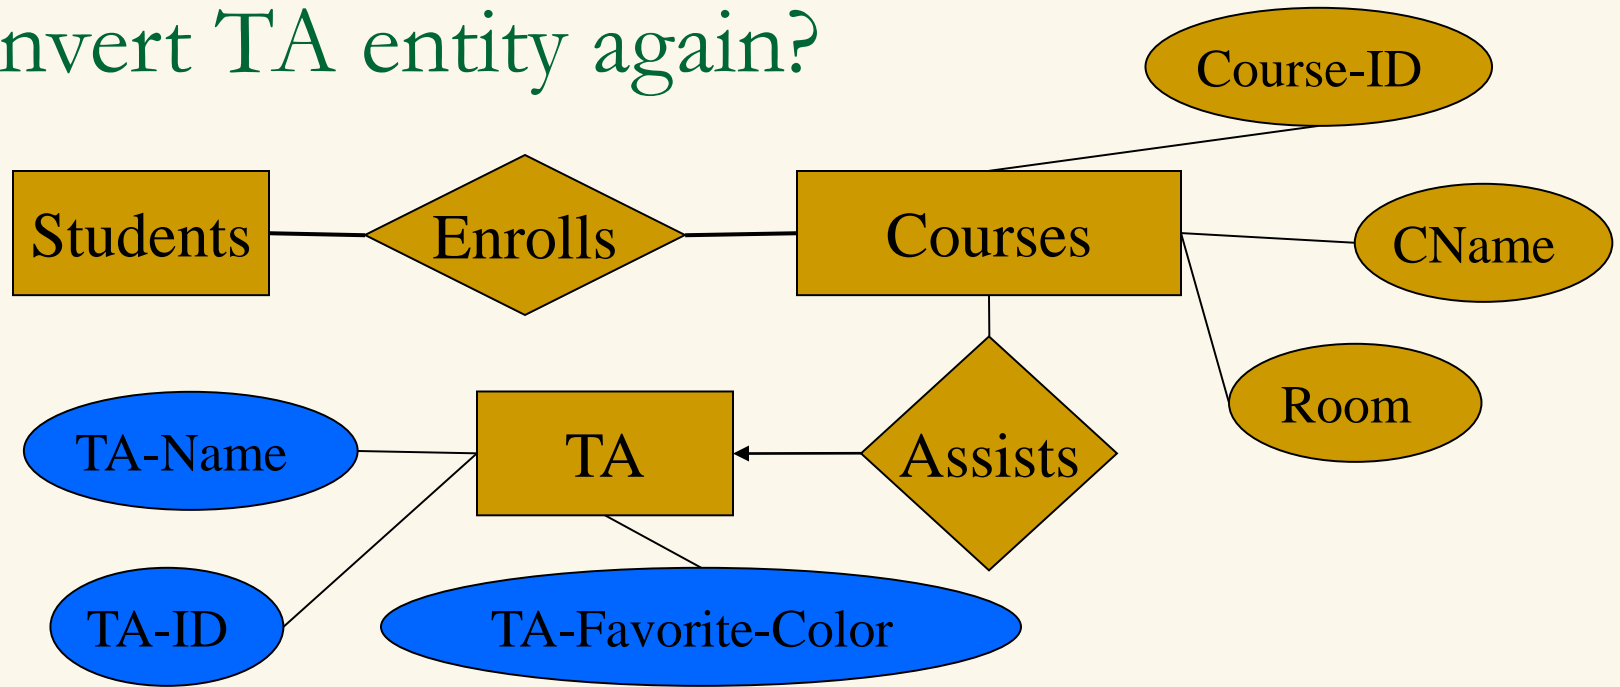 nvert TA entity again?
Course-ID
Students
Enrolls
Courses
CName
Room
TA-Name
TA
Assists
TA-ID
TA-Favorite-Color